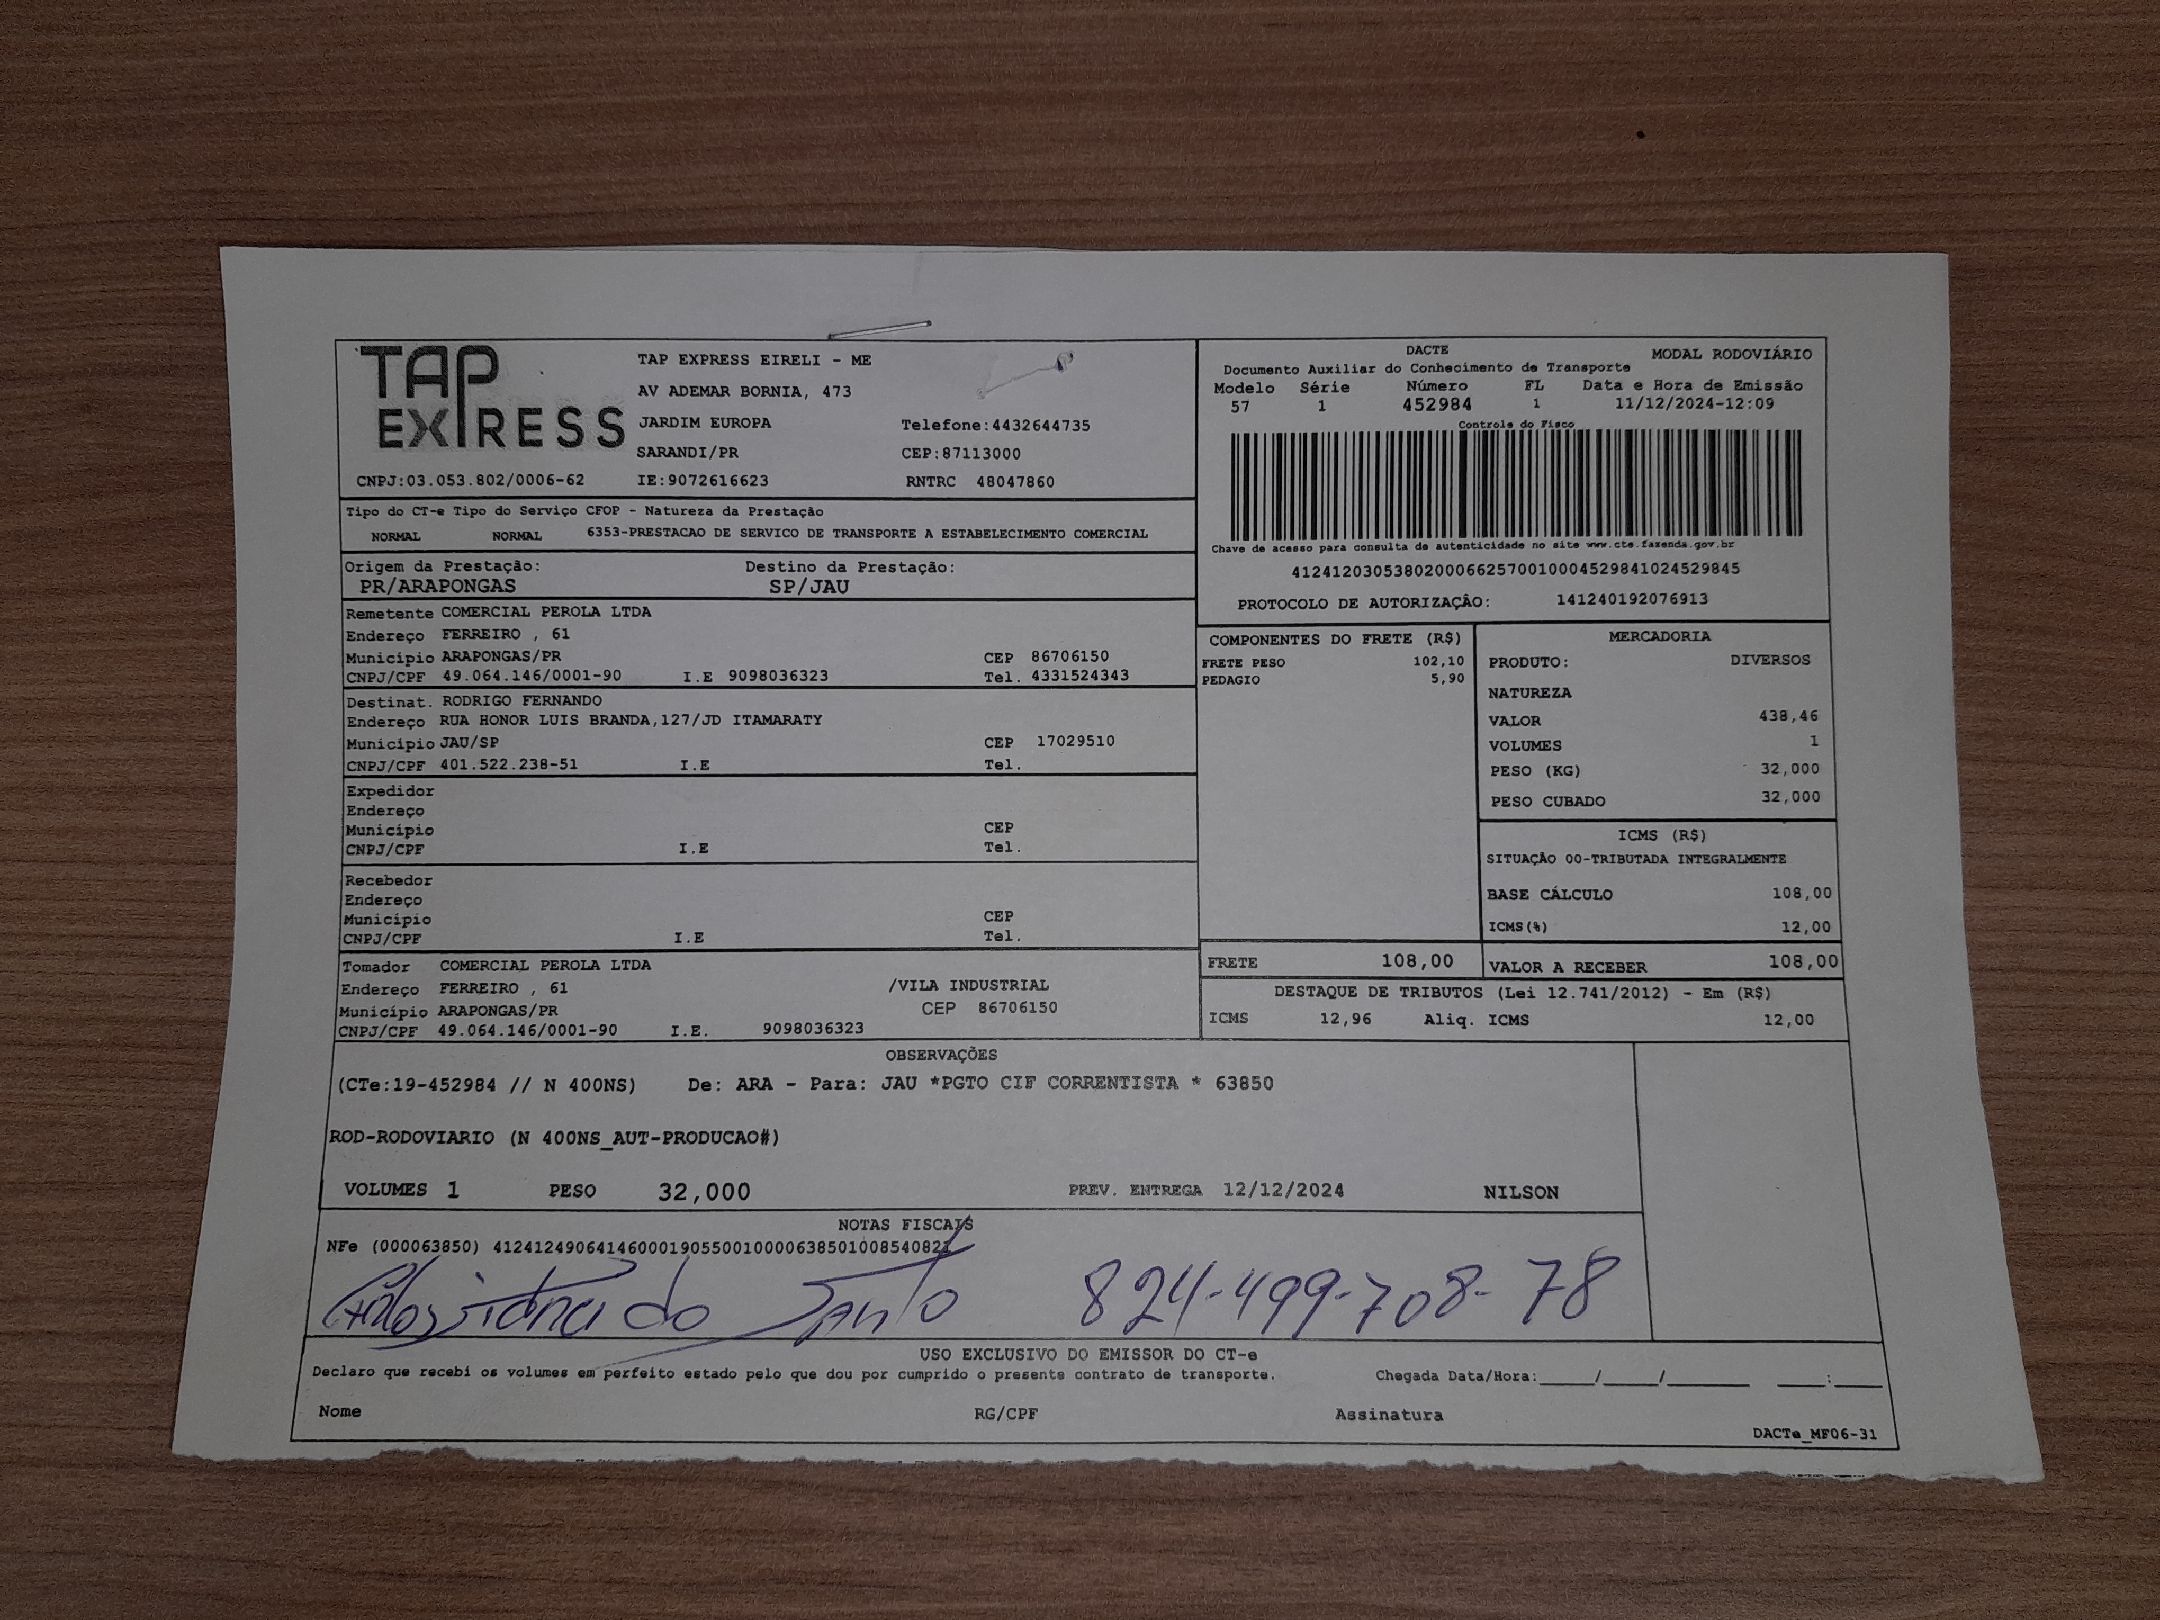 TAP EXPRESS
TAP EXPRESS EIRELI - ME
AV ADEMAR BORNIA, 473
JARDIM EUROPA Telefone:4432644735
SARANDI/PR CEP:87113000
CNPJ:03.053.802/0006-62 IE:9072616623 RNTRC 48047860
DACTE MODAL RODOVIÁRIO
Documento Auxiliar do Conhecimento de Transporte
Modelo Série Número FL Data e Hora de Emissão
57 1 452984 1 11/12/2024-12:09
Controle do Fisco
Chave de acesso para consulta de autenticidade no site www.cte.fazenda.gov.br
41241203053802000662570010004529841024529845
PROTOCOLO DE AUTORIZAÇÃO: 141240192076913
Tipo do CT-e Tipo do Serviço CFOP - Natureza da Prestação
NORMAL NORMAL 6353-PRESTACAO DE SERVICO DE TRANSPORTE A ESTABELECIMENTO COMERCIAL
Origem da Prestação: Destino da Prestação:
PR/ARAPONGAS SP/JAU
Remetente COMERCIAL PEROLA LTDA
Endereço FERREIRO , 61
Município ARAPONGAS/PR CEP 86706150
CNPJ/CPF 49.064.146/0001-90 I.E 9098036323 Tel. 4331524343
Destinat. RODRIGO FERNANDO
Endereço RUA HONOR LUIS BRANDA,127/JD ITAMARATY
Município JAU/SP CEP 17029510
CNPJ/CPF 401.522.238-51 I.E Tel.
Expedidor
Endereço
Município CEP
CNPJ/CPF I.E Tel.
Recebedor
Endereço
Município CEP
CNPJ/CPF I.E Tel.
Tomador COMERCIAL PEROLA LTDA
Endereço FERREIRO , 61 /VILA INDUSTRIAL
Município ARAPONGAS/PR CEP 86706150
CNPJ/CPF 49.064.146/0001-90 I.E. 9098036323
COMPONENTES DO FRETE (R$)
FRETE PESO 102,10
PEDAGIO 5,90
MERCADORIA
PRODUTO: DIVERSOS
NATUREZA
VALOR 438,46
VOLUMES 1
PESO (KG) 32,000
PESO CUBADO 32,000
ICMS (R$)
SITUAÇÃO 00-TRIBUTADA INTEGRALMENTE
BASE CÁLCULO 108,00
ICMS(%) 12,00
FRETE 108,00 VALOR A RECEBER 108,00
DESTAQUE DE TRIBUTOS (Lei 12.741/2012) - Em (R$)
ICMS 12,96 Aliq. ICMS 12,00
OBSERVAÇÕES
(CTe:19-452984 // N 400NS) De: ARA - Para: JAU *PGTO CIF CORRENTISTA * 63850
ROD-RODOVIARIO (N 400NS_AUT-PRODUCAO#)
VOLUMES 1 PESO 32,000 PREV. ENTREGA 12/12/2024 NILSON
NOTAS FISCAIS
NFe (000063850) 4124124906414600019055001000063850100854082
do Santo 824-499-708-78
USO EXCLUSIVO DO EMISSOR DO CT-e
Declaro que recebi os volumes em perfeito estado pelo que dou por cumprido o presente contrato de transporte. Chegada Data/Hora:____/____/______ ____:____
Nome RG/CPF Assinatura
DACTe_MF06-31